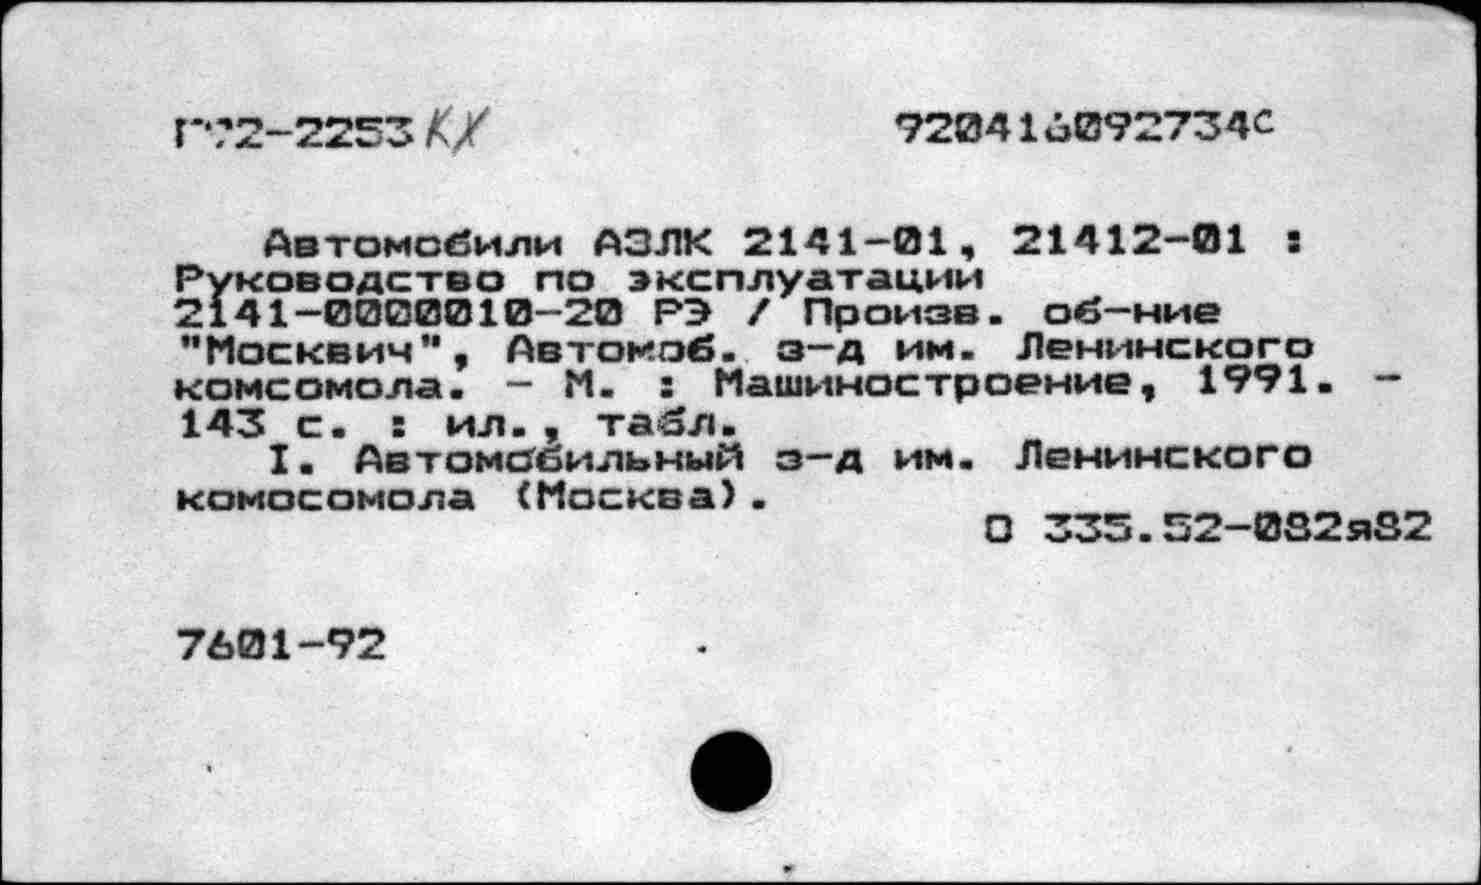 Г92-2253 КХ 920416092734с
Автомобили АЗЛК 2141-01, 21412-01 :
Руководство по эксплуатации
2141-0000010-20 РЭ / Произв. об-ние
"Москвич", Автомоб. з-д им. Ленинского
комсомола. - М. : Машиностроение, 1991. -
143 с. : ил., табл.
I. Автомобильный з-д им. Ленинского
комосомола (Москва).
О 335.52-082я82
7601-92